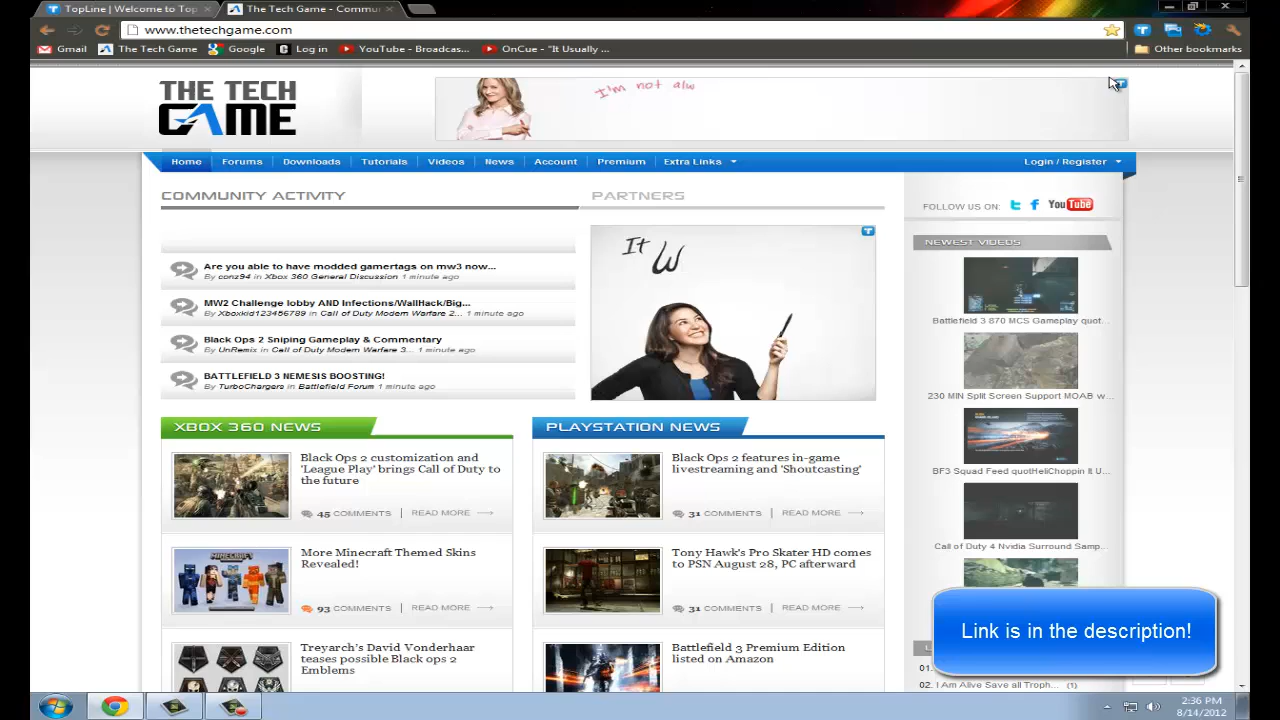 TopLine | Welcome to Top
The Tech Game - Commu
www.thetechgame.com
Gmail
The Tech Game
Google
Log in
YouTube - Broadcas...
OnCue - "It Usually ...
Other bookmarks
THE TECH
GAME
I'm not alw
Home
Forums
Downloads
Tutorials
Videos
News
Account
Premium
Extra Links
Login / Register
COMMUNITY ACTIVITY
PARTNERS
FOLLOW US ON:
YouTube
NEWEST VIDEOS
It
W
Are you able to have modded gamertags on mw3 now...
By conz94 in Xbox 360 General Discussion 1 minute ago
MW2 Challenge lobby AND Infections/WallHack/Big...
By Xboxkid123456789 in Call of Duty Modern Warfare 2... 1 minute ago
Black Ops 2 Sniping Gameplay & Commentary
By UnRemix in Call of Duty Modern Warfare 3... 1 minute ago
BATTLEFIELD 3 NEMESIS BOOSTING!
By TurboChargers in Battlefield Forum 1 minute ago
Battlefield 3 870 MCS Gameplay quot...
230 MIN Split Screen Support MOAB w...
BF3 Squad Feed quotHeliChoppin It U...
Call of Duty 4 Nvidia Surround Samp...
XBOX 360 NEWS
Black Ops 2 customization and
'League Play' brings Call of Duty to
the future
45 COMMENTS | READ MORE
More Minecraft Themed Skins
Revealed!
93 COMMENTS | READ MORE
Treyarch's David Vonderhaar
teases possible Black ops 2
Emblems
PLAYSTATION NEWS
Black Ops 2 features in-game
livestreaming and 'Shoutcasting'
31 COMMENTS | READ MORE
Tony Hawk's Pro Skater HD comes
to PSN August 28, PC afterward
31 COMMENTS | READ MORE
Battlefield 3 Premium Edition
listed on Amazon
Link is in the description!
01.
02. I Am Alive Save all Troph... (1)
2:36 PM
8/14/2012